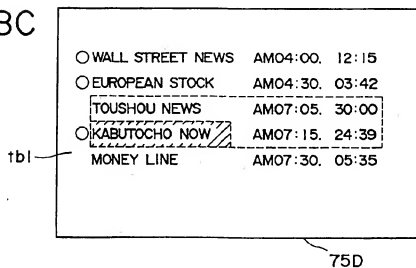 BC
○ WALL STREET NEWS AM04:00. 12:15
○ EUROPEAN STOCK AM04:30. 03:42
TOUSHOU NEWS AM07:05. 30:00
○ KABUTOCHO NOW AM07:15. 24:39
tbl
MONEY LINE AM07:30. 05:35
75D